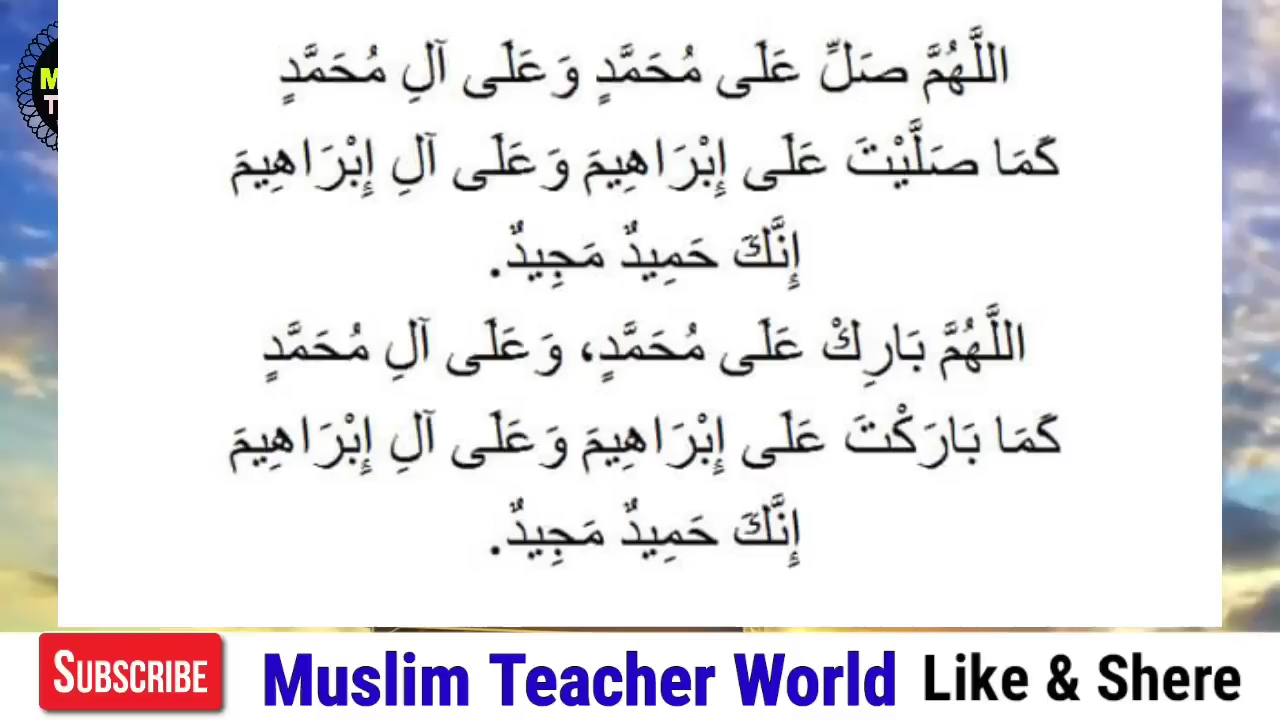 اللَّهُمَّ صَلِّ عَلَى مُحَمَّدٍ وَعَلَى آلِ مُحَمَّدٍ
كَمَا صَلَّيْتَ عَلَى إِبْرَاهِيمَ وَعَلَى آلِ إِبْرَاهِيمَ
إِنَّكَ حَمِيدٌ مَجِيدٌ.
اللَّهُمَّ بَارِكْ عَلَى مُحَمَّدٍ، وَعَلَى آلِ مُحَمَّدٍ
كَمَا بَارَكْتَ عَلَى إِبْرَاهِيمَ وَعَلَى آلِ إِبْرَاهِيمَ
إِنَّكَ حَمِيدٌ مَجِيدٌ.
SUBSCRIBE Muslim Teacher World Like & Shere